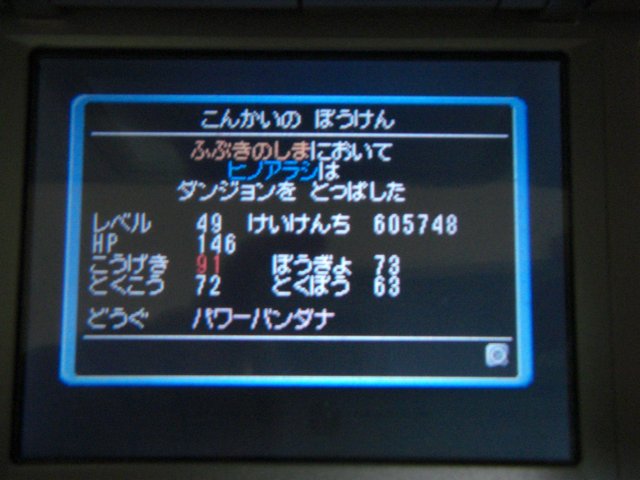 こんかいの ぼうけん
ふぶきのしまにおいて
ヒノアラシは
ダンジョンを とっぱした
レベル 49 けいけんち 605748
HP 146
こうげき 91 ぼうぎょ 73
とくこう 72 とくぼう 63
どうぐ パワーバンダナ